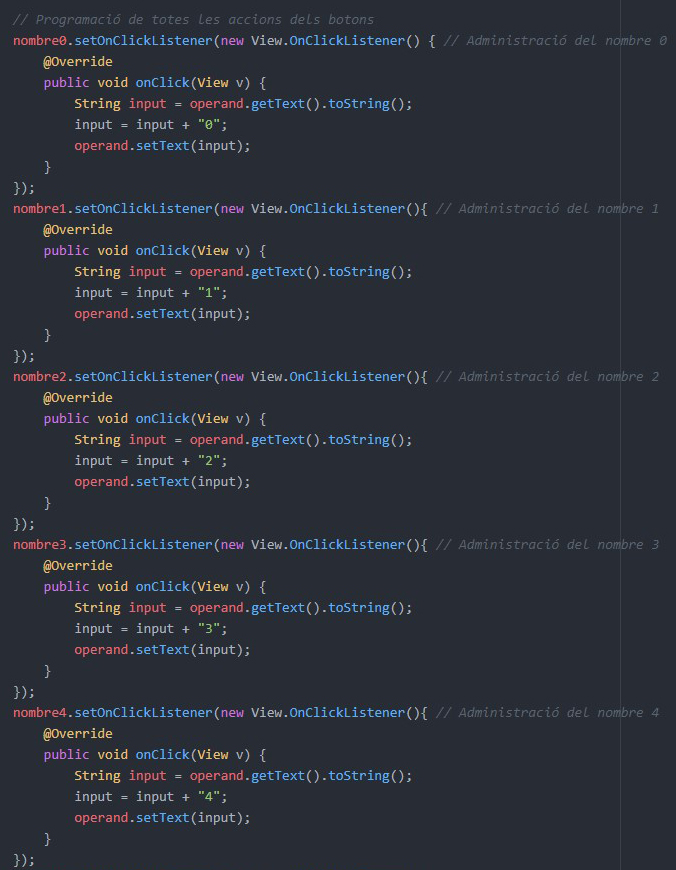 // Programació de totes les accions dels botons
nombre0.setOnClickListener(new View.OnClickListener() { // Administració del nombre 0
    @Override
    public void onClick(View v) {
        String input = operand.getText().toString();
        input = input + "0";
        operand.setText(input);
    }
});
nombre1.setOnClickListener(new View.OnClickListener(){ // Administració del nombre 1
    @Override
    public void onClick(View v) {
        String input = operand.getText().toString();
        input = input + "1";
        operand.setText(input);
    }
});
nombre2.setOnClickListener(new View.OnClickListener(){ // Administració del nombre 2
    @Override
    public void onClick(View v) {
        String input = operand.getText().toString();
        input = input + "2";
        operand.setText(input);
    }
});
nombre3.setOnClickListener(new View.OnClickListener(){ // Administració del nombre 3
    @Override
    public void onClick(View v) {
        String input = operand.getText().toString();
        input = input + "3";
        operand.setText(input);
    }
});
nombre4.setOnClickListener(new View.OnClickListener(){ // Administració del nombre 4
    @Override
    public void onClick(View v) {
        String input = operand.getText().toString();
        input = input + "4";
        operand.setText(input);
    }
});